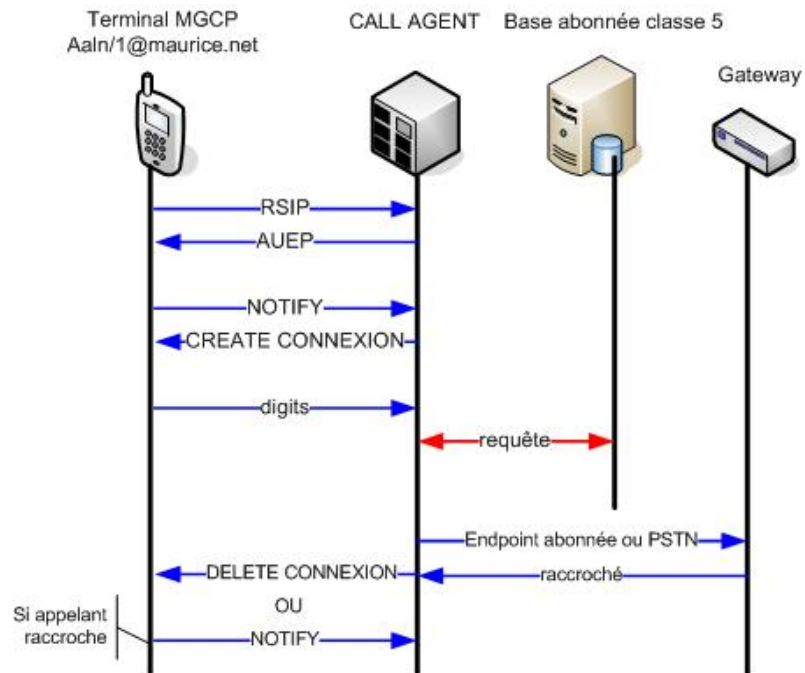 Terminal MGCP
Aaln/1@maurice.net
CALL AGENT
Base abonnée classe 5
Gateway
RSIP
AUEP
NOTIFY
CREATE CONNEXION
digits
requête
Endpoint abonnée ou PSTN
DELETE CONNEXION
raccroché
OU
Si appelant
raccroche
NOTIFY